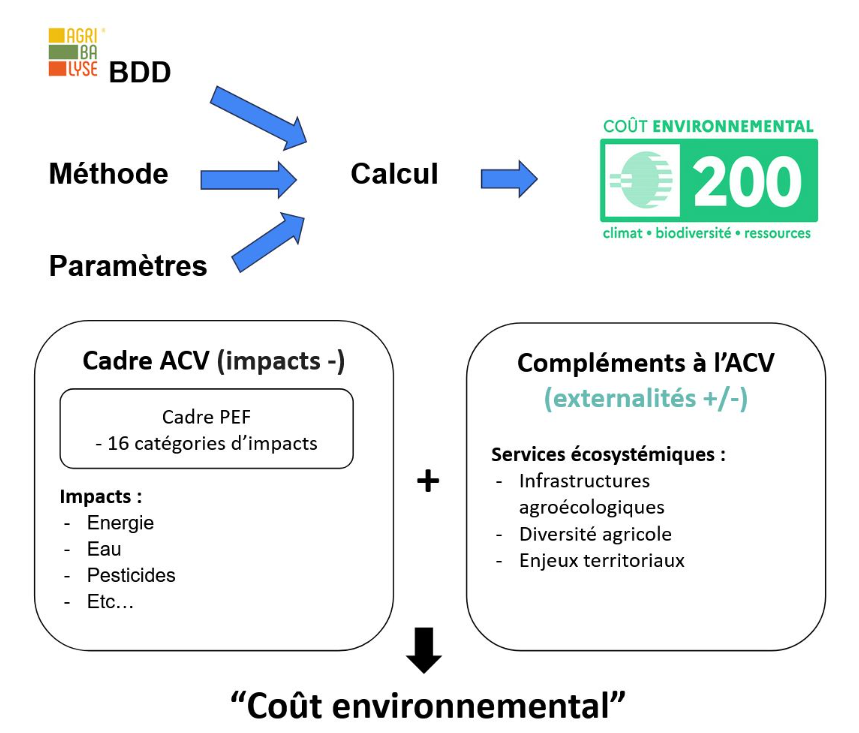 AGRI
BA
LYSE
BDD
Méthode
Calcul
COÛT ENVIRONNEMENTAL
200
climat • biodiversité • ressources
Paramètres
Cadre ACV (impacts -)
Cadre PEF
- 16 catégories d’impacts
Impacts :
- Energie
- Eau
- Pesticides
- Etc…
+
Compléments à l’ACV
(externalités +/-)
Services écosystémiques :
- Infrastructures
agroécologiques
- Diversité agricole
- Enjeux territoriaux
“Coût environnemental”